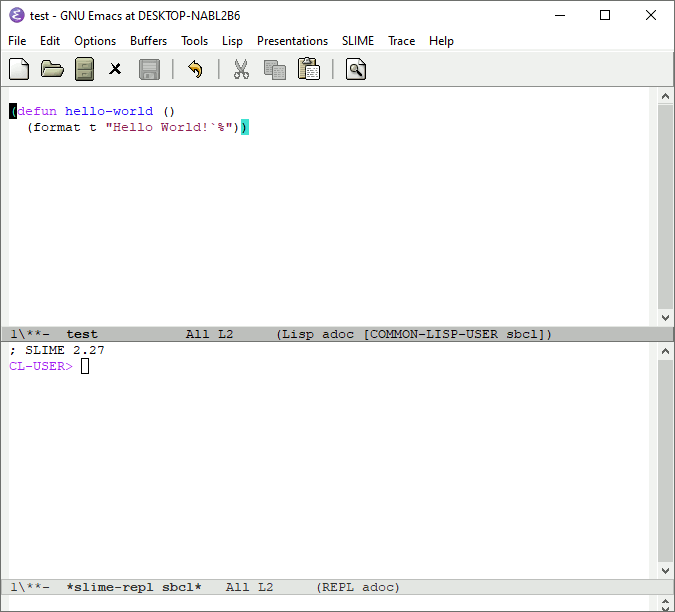 test - GNU Emacs at DESKTOP-NABL2B6
File Edit Options Buffers Tools Lisp Presentations SLIME Trace Help
(defun hello-world ()
(format t "Hello World!`%"))
1\**- test All L2 (Lisp adoc [COMMON-LISP-USER sbcl])
; SLIME 2.27
CL-USER>
1\**- *slime-repl sbcl* All L2 (REPL adoc)